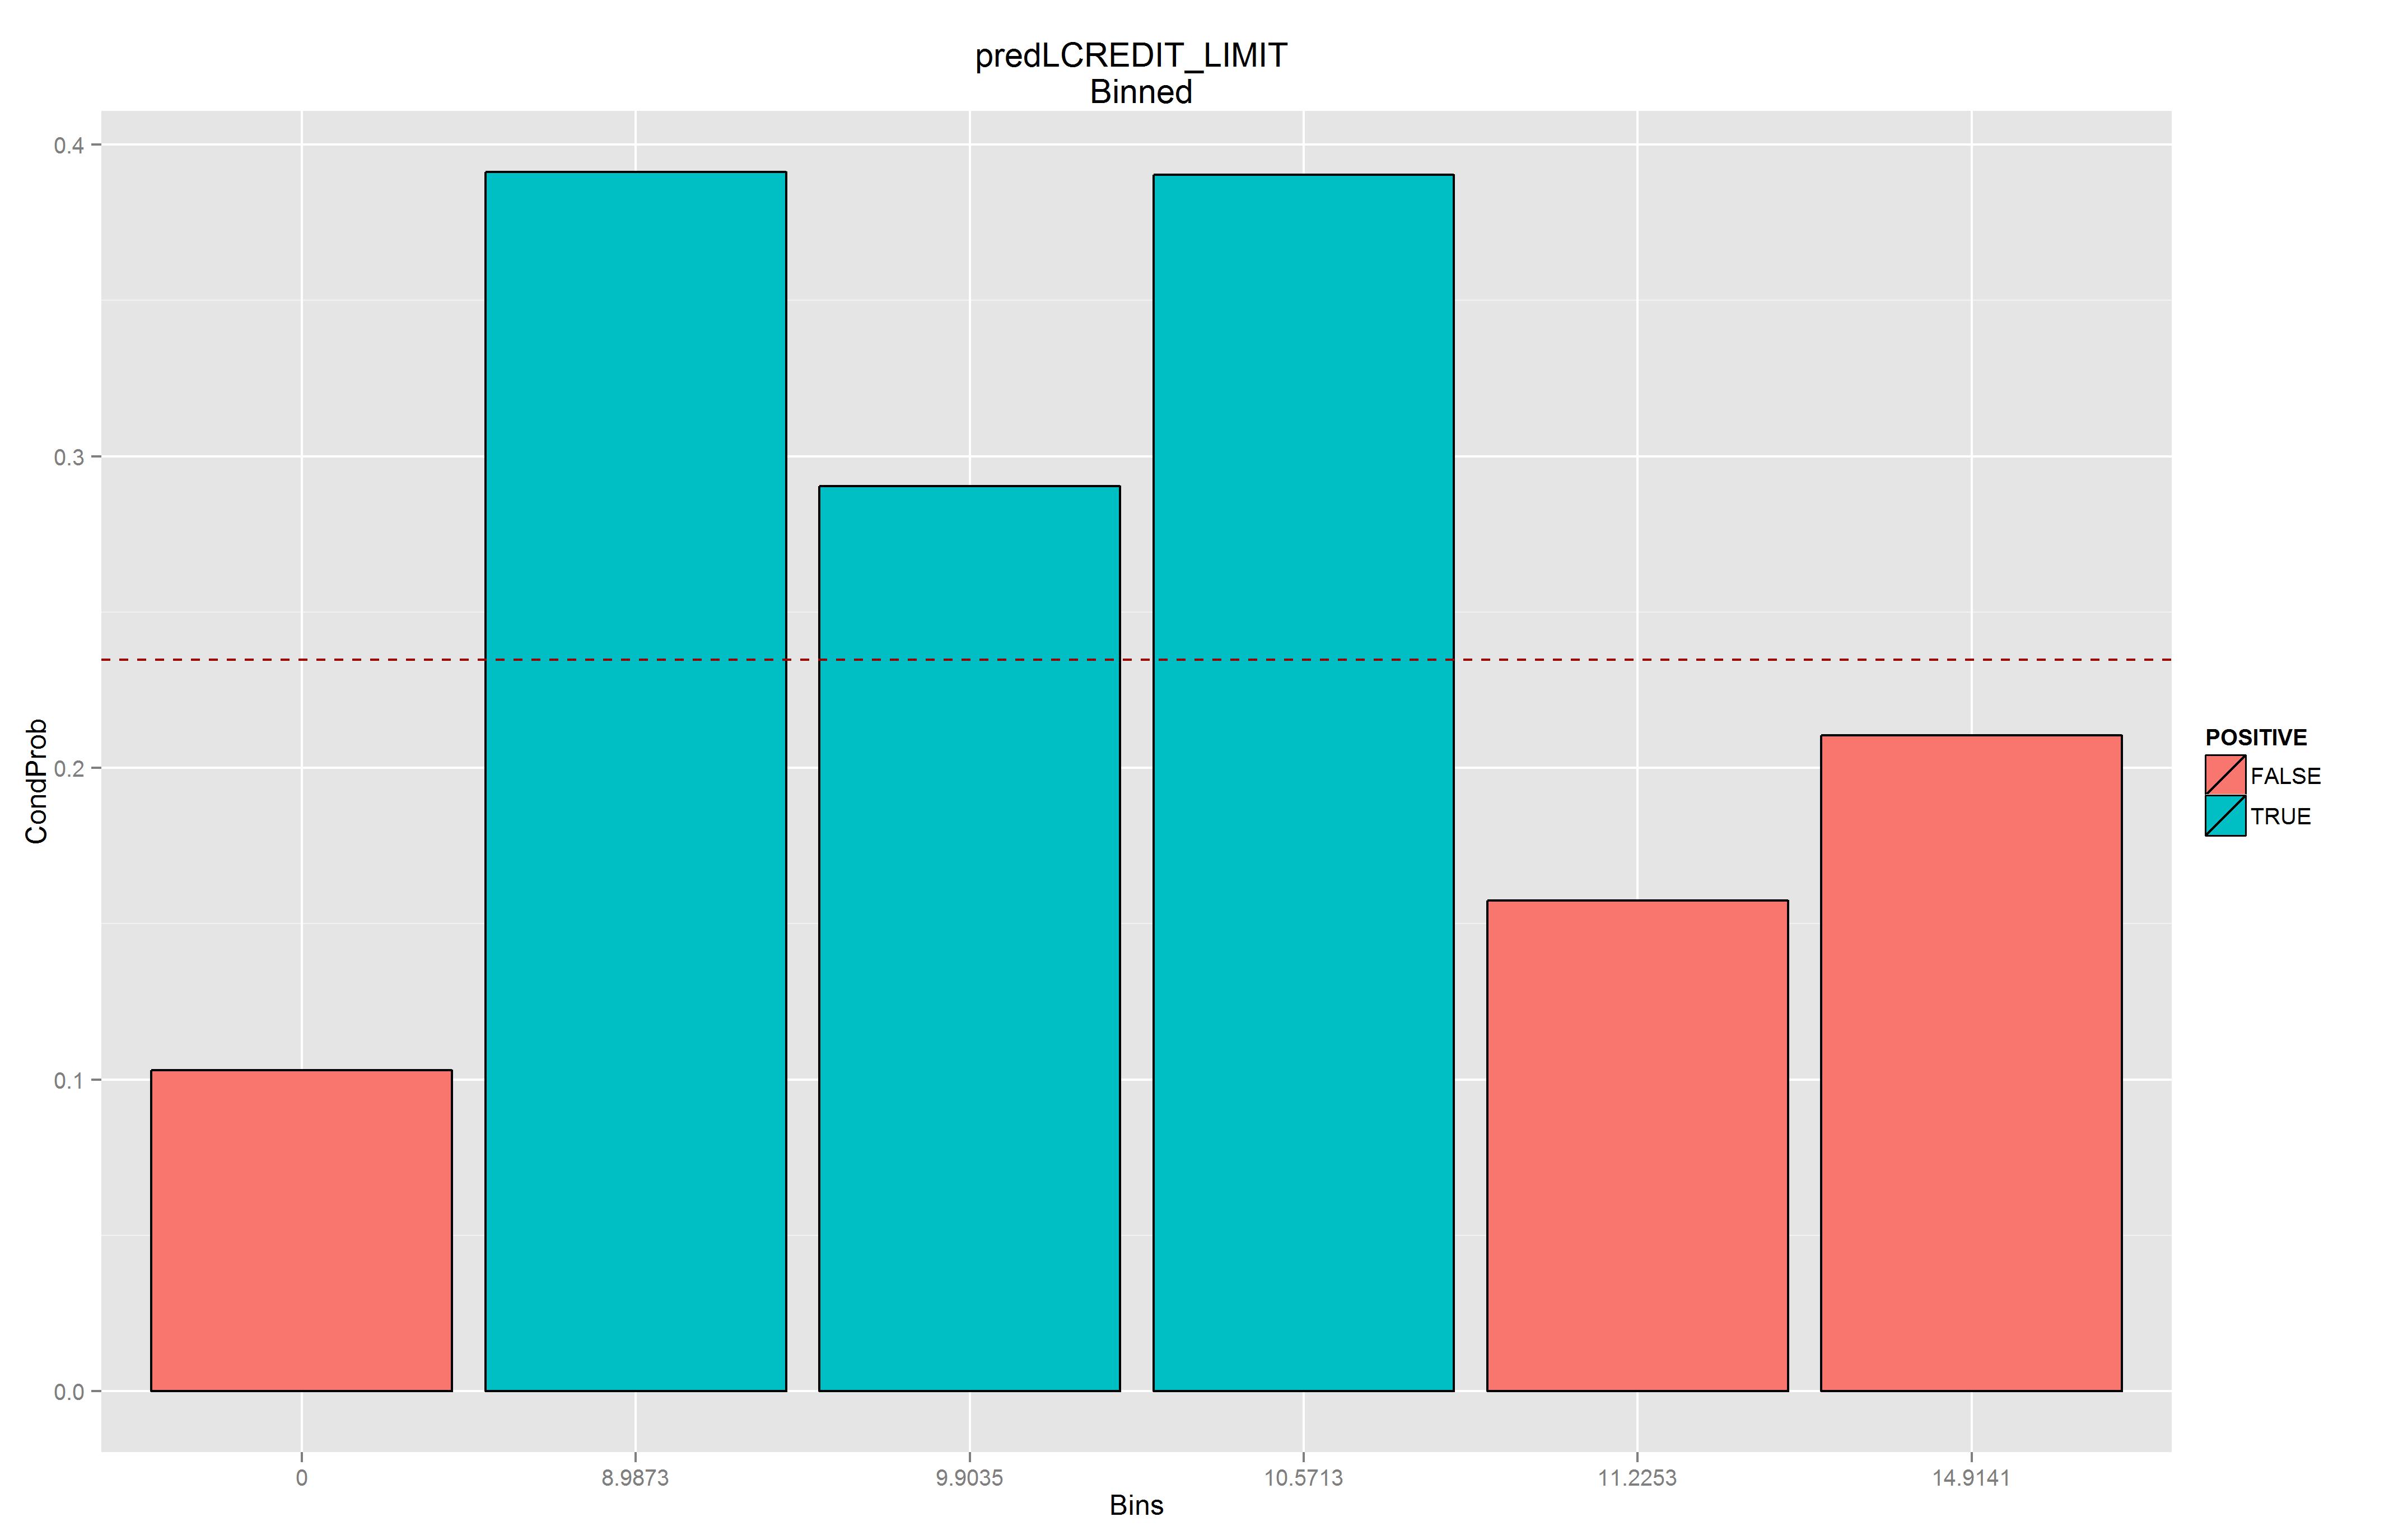 predLCREDIT_LIMIT
Binned
0.4
0.3
0.2
0.1
0.0
CondProb
0 8.9873 9.9035 10.5713 11.2253 14.9141
Bins
POSITIVE
FALSE
TRUE